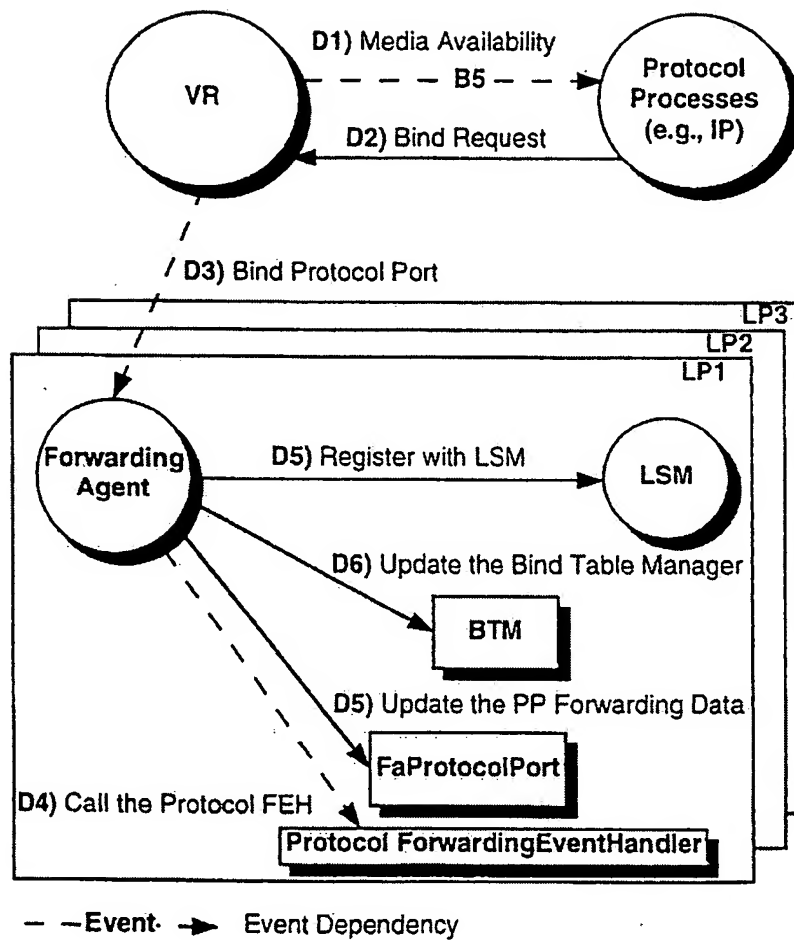 D1) Media Availability
VR
B5
Protocol
Processes
(e.g., IP)
D2) Bind Request
D3) Bind Protocol Port
LP3
LP2
LP1
Forwarding
Agent
D5) Register with LSM
LSM
D6) Update the Bind Table Manager
BTM
D5) Update the PP Forwarding Data
FaProtocolPort
D4) Call the Protocol FEH
Protocol ForwardingEventHandler
Event
Event Dependency